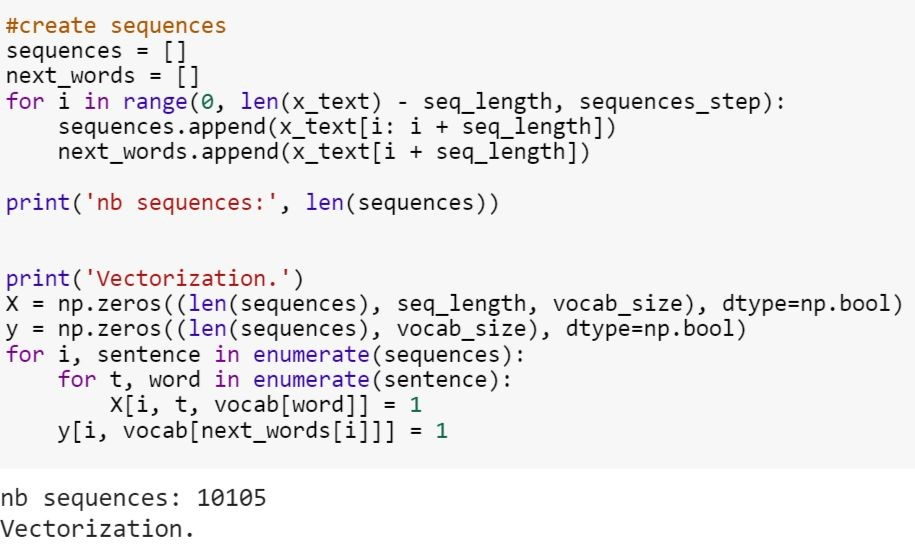 #create sequences
sequences = []
next_words = []
for i in range(0, len(x_text) - seq_length, sequences_step):
    sequences.append(x_text[i: i + seq_length])
    next_words.append(x_text[i + seq_length])

print('nb sequences:', len(sequences))


print('Vectorization.')
X = np.zeros((len(sequences), seq_length, vocab_size), dtype=np.bool)
y = np.zeros((len(sequences), vocab_size), dtype=np.bool)
for i, sentence in enumerate(sequences):
    for t, word in enumerate(sentence):
        X[i, t, vocab[word]] = 1
    y[i, vocab[next_words[i]]] = 1

nb sequences: 10105
Vectorization.